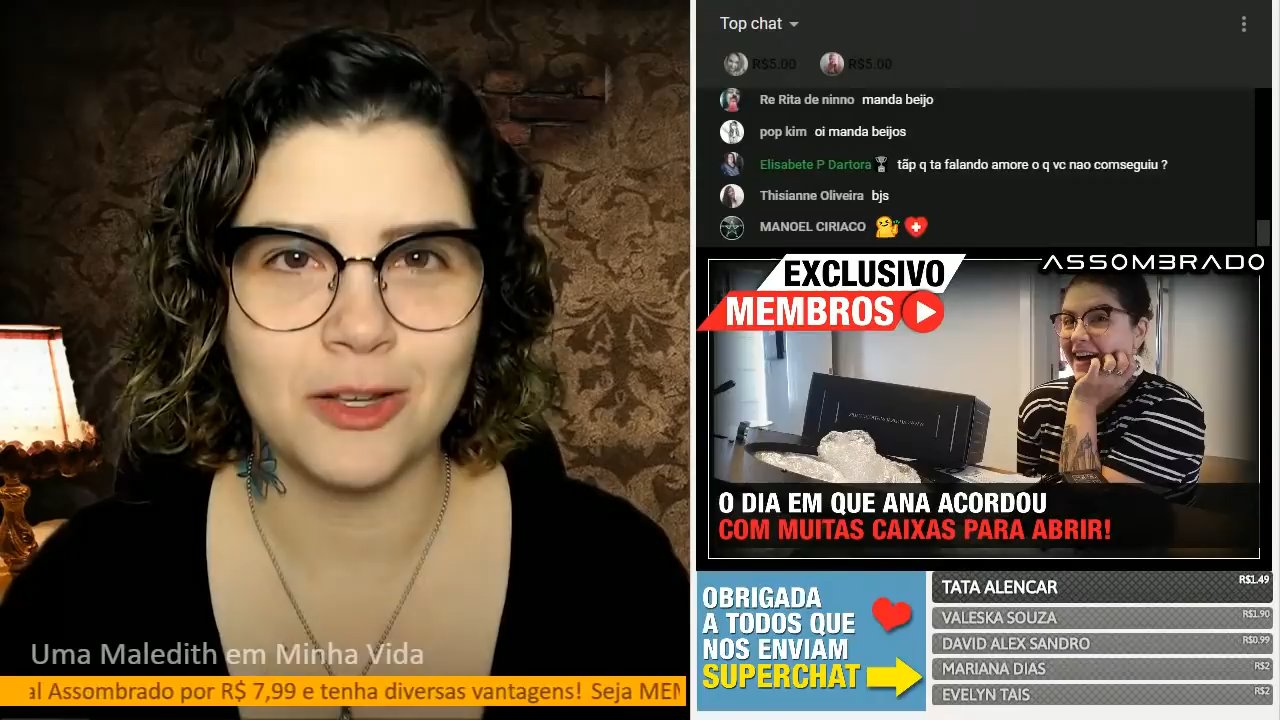 Uma Maledith em Minha Vida
al Assombrado por R$ 7,99 e tenha diversas vantagens! Seja MEM
Top chat
R$5.00 R$5.00
Re Rita de ninno manda beijo
pop kim oi manda beijos
Elisabete P Dartora tãp q ta falando amore o q vc nao comseguiu ?
Thisianne Oliveira bjs
MANOEL CIRIACO
ASSOMBRADO
EXCLUSIVO
MEMBROS
O DIA EM QUE ANA ACORDOU
COM MUITAS CAIXAS PARA ABRIR!
OBRIGADA
A TODOS QUE
NOS ENVIAM
SUPERCHAT
TATA ALENCAR R$1.49
VALESKA SOUZA R$1.90
DAVID ALEX SANDRO R$0.99
MARIANA DIAS R$2
EVELYN TAIS R$2